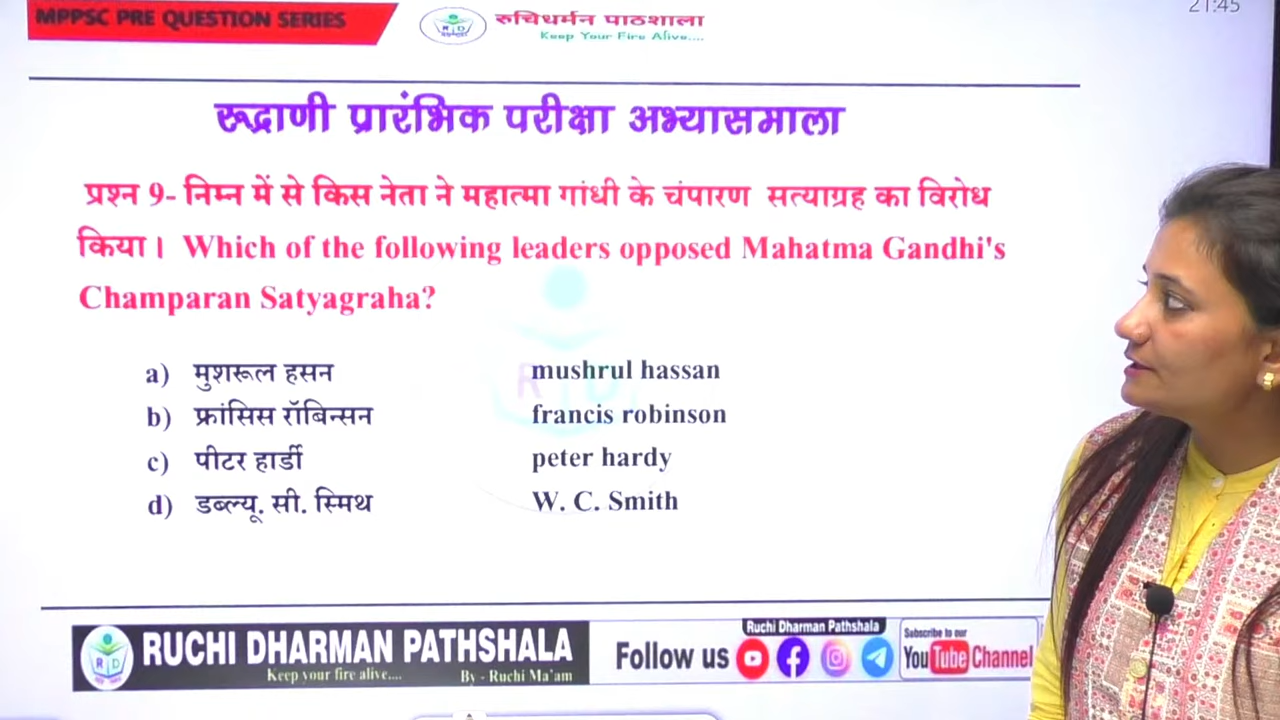 21:45
MPPSC PRE QUESTION SERIES
R D
रुचिधर्मन पाठशाला
Keep Your Fire Alive....
रूद्राणी प्रारंभिक परीक्षा अभ्यासमाला
प्रश्न 9- निम्न में से किस नेता ने महात्मा गांधी के चंपारण सत्याग्रह का विरोध
किया। Which of the following leaders opposed Mahatma Gandhi's
Champaran Satyagraha?
a) मुशरूल हसन mushrul hassan
b) फ्रांसिस रॉबिन्सन francis robinson
c) पीटर हार्डी peter hardy
d) डब्ल्यू. सी. स्मिथ W. C. Smith
R D
RUCHI DHARMAN PATHSHALA
Keep your fire alive.... By - Ruchi Ma'am
R D
Follow us
Ruchi Dharman Pathshala
Subscribe to our
YouTube Channel